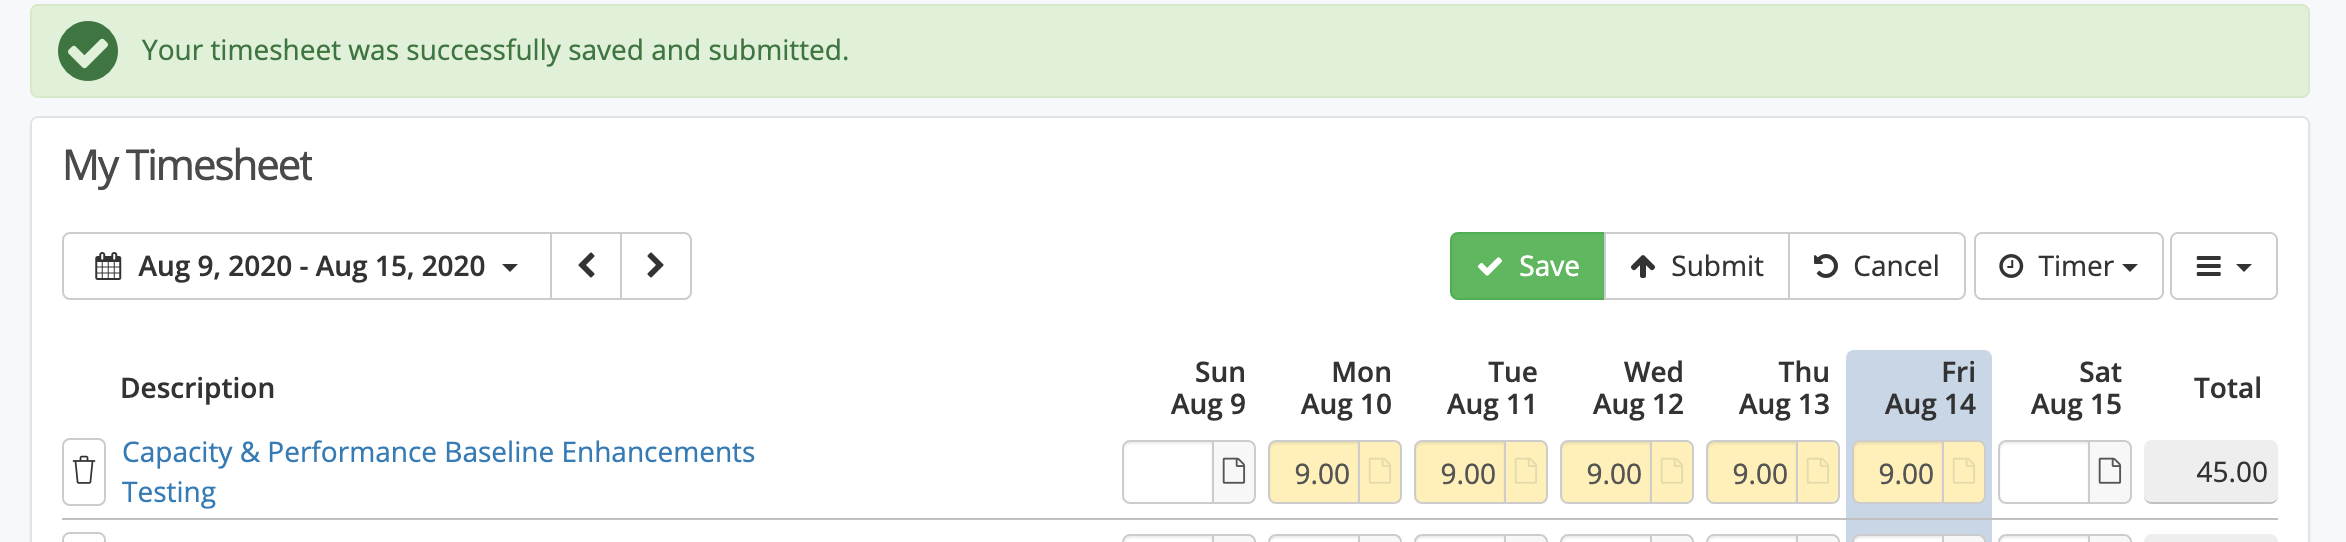 Your timesheet was successfully saved and submitted.
My Timesheet
Aug 9, 2020 - Aug 15, 2020
Save
Submit
Cancel
Timer
Description
Sun
Aug 9
Mon
Aug 10
Tue
Aug 11
Wed
Aug 12
Thu
Aug 13
Fri
Aug 14
Sat
Aug 15
Total
Capacity & Performance Baseline Enhancements
Testing
9.00 9.00 9.00 9.00 9.00 45.00